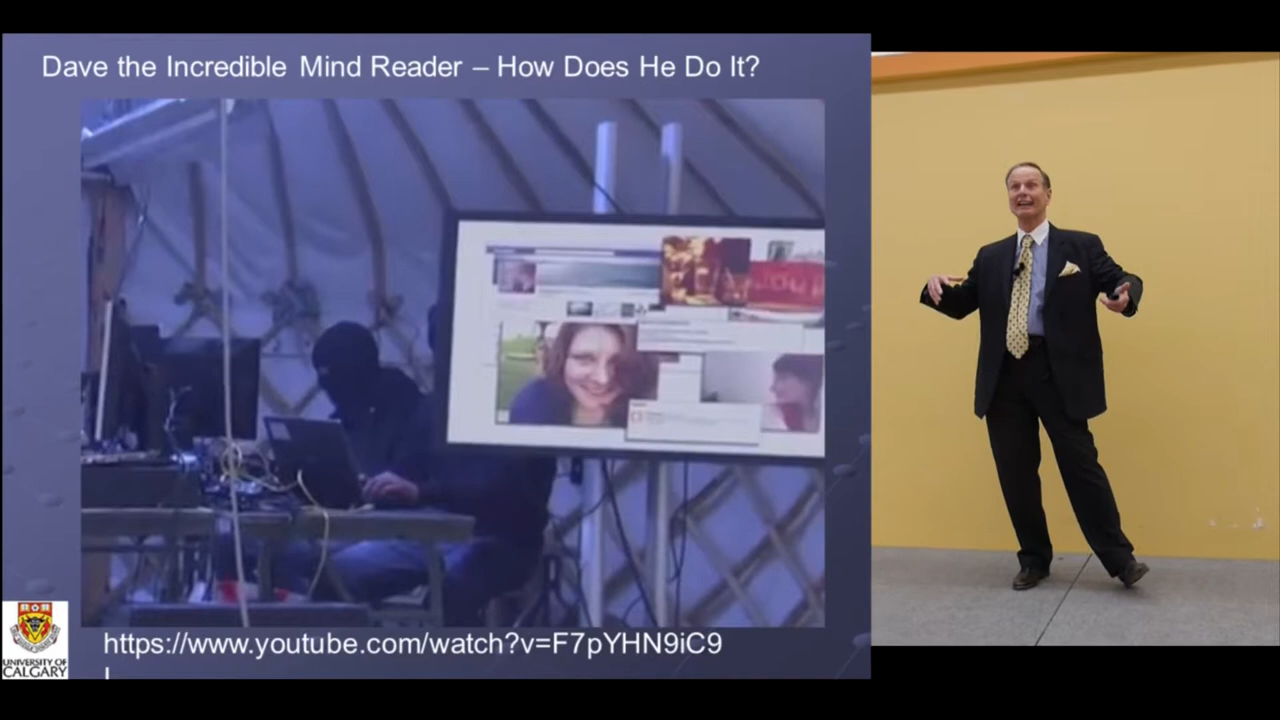 Dave the Incredible Mind Reader – How Does He Do It?
UNIVERSITY OF
CALGARY
https://www.youtube.com/watch?v=F7pYHN9iC9